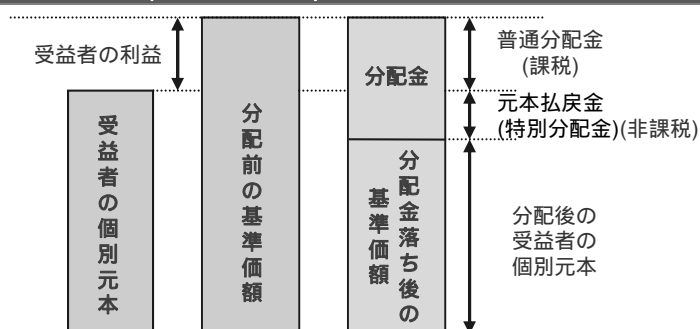 受益者の利益
受益者の個別元本
分配前の基準価額
分配金
分配金落ち後の
基準価額
普通分配金
(課税)
元本払戻金
(特別分配金)(非課税)
分配後の
受益者の
個別元本